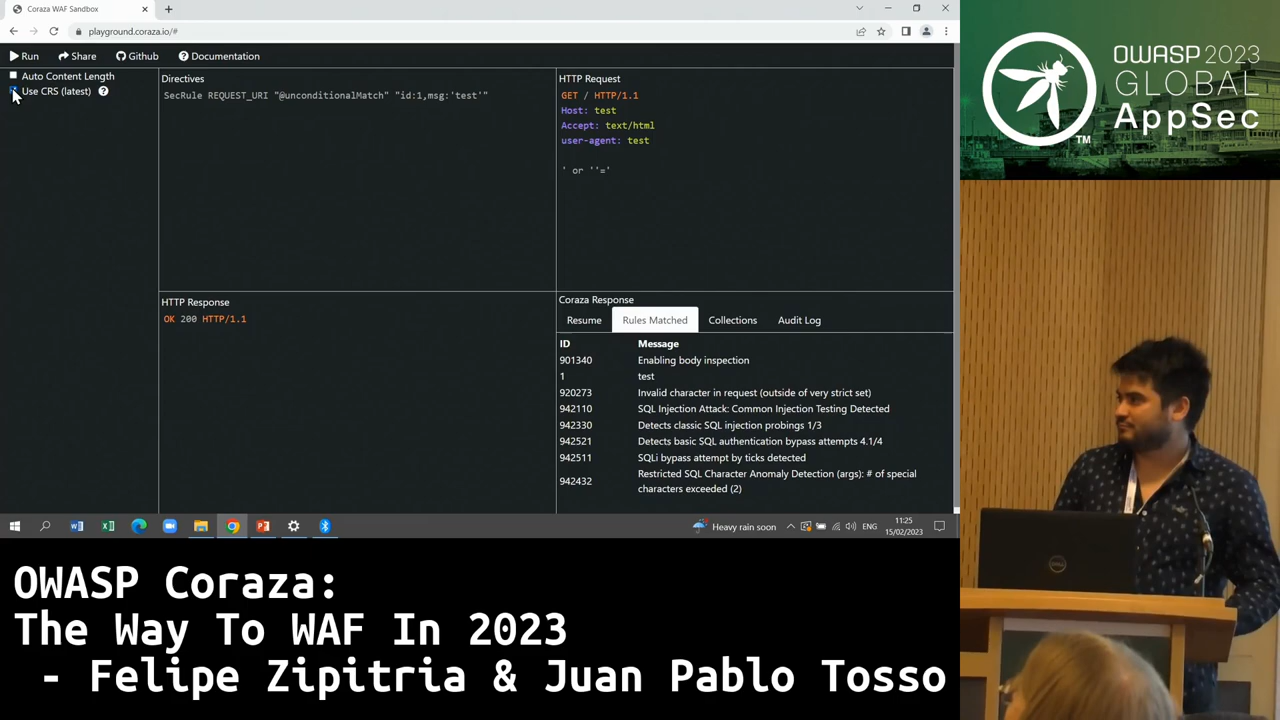 Coraza WAF Sandbox
playground.coraza.io/#
Run
Share
Github
Documentation
Auto Content Length
Use CRS (latest)
Directives
SecRule REQUEST_URI "@unconditionalMatch" "id:1,msg:'test'"
HTTP Request
GET / HTTP/1.1
Host: test
Accept: text/html
user-agent: test
' or ''='
HTTP Response
OK 200 HTTP/1.1
Coraza Response
Resume
Rules Matched
Collections
Audit Log
ID Message
901340 Enabling body inspection
1 test
920273 Invalid character in request (outside of very strict set)
942110 SQL Injection Attack: Common Injection Testing Detected
942330 Detects classic SQL injection probings 1/3
942521 Detects basic SQL authentication bypass attempts 4.1/4
942511 SQLi bypass attempt by ticks detected
942432 Restricted SQL Character Anomaly Detection (args): # of special
characters exceeded (2)
Heavy rain soon
ENG
11:25
15/02/2023
OWASP 2023
GLOBAL
AppSec
TM
DELL
OWASP Coraza:
The Way To WAF In 2023
- Felipe Zipitria & Juan Pablo Tosso